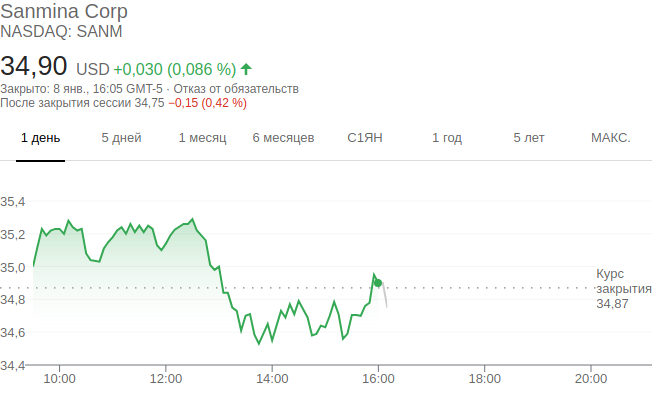 Sanmina Corp
NASDAQ: SANM
34,90 USD +0,030 (0,086 %)
Закрыто: 8 янв., 16:05 GMT-5 · Отказ от обязательств
После закрытия сессии 34,75 −0,15 (0,42 %)
1 день 5 дней 1 месяц 6 месяцев С1ЯН 1 год 5 лет МАКС.
35,4
35,2
35,0
34,8
34,6
34,4
Курс
закрытия
34,87
10:00 12:00 14:00 16:00 18:00 20:00